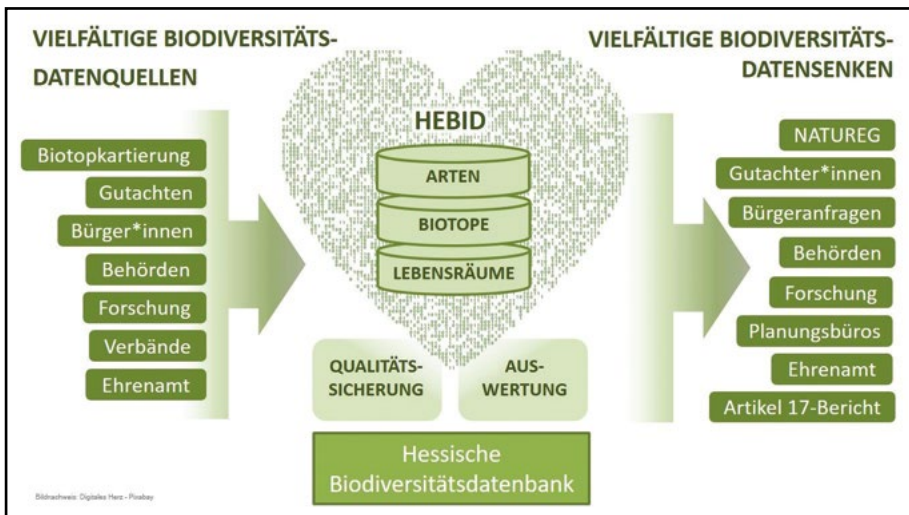 VIELFÄLTIGE BIODIVERSITÄTS-
DATENQUELLEN
Biotopkartierung
Gutachten
Bürger*innen
Behörden
Forschung
Verbände
Ehrenamt
HEBID
ARTEN
BIOTOPE
LEBENSRÄUME
QUALITÄTS-
SICHERUNG
AUS-
WERTUNG
Hessische
Biodiversitätsdatenbank
VIELFÄLTIGE BIODIVERSITÄTS-
DATENSENKEN
NATUREG
Gutachter*innen
Bürgeranfragen
Behörden
Forschung
Planungsbüros
Ehrenamt
Artikel 17-Bericht
Bildnachweis: Digitales Herz - Pixabay